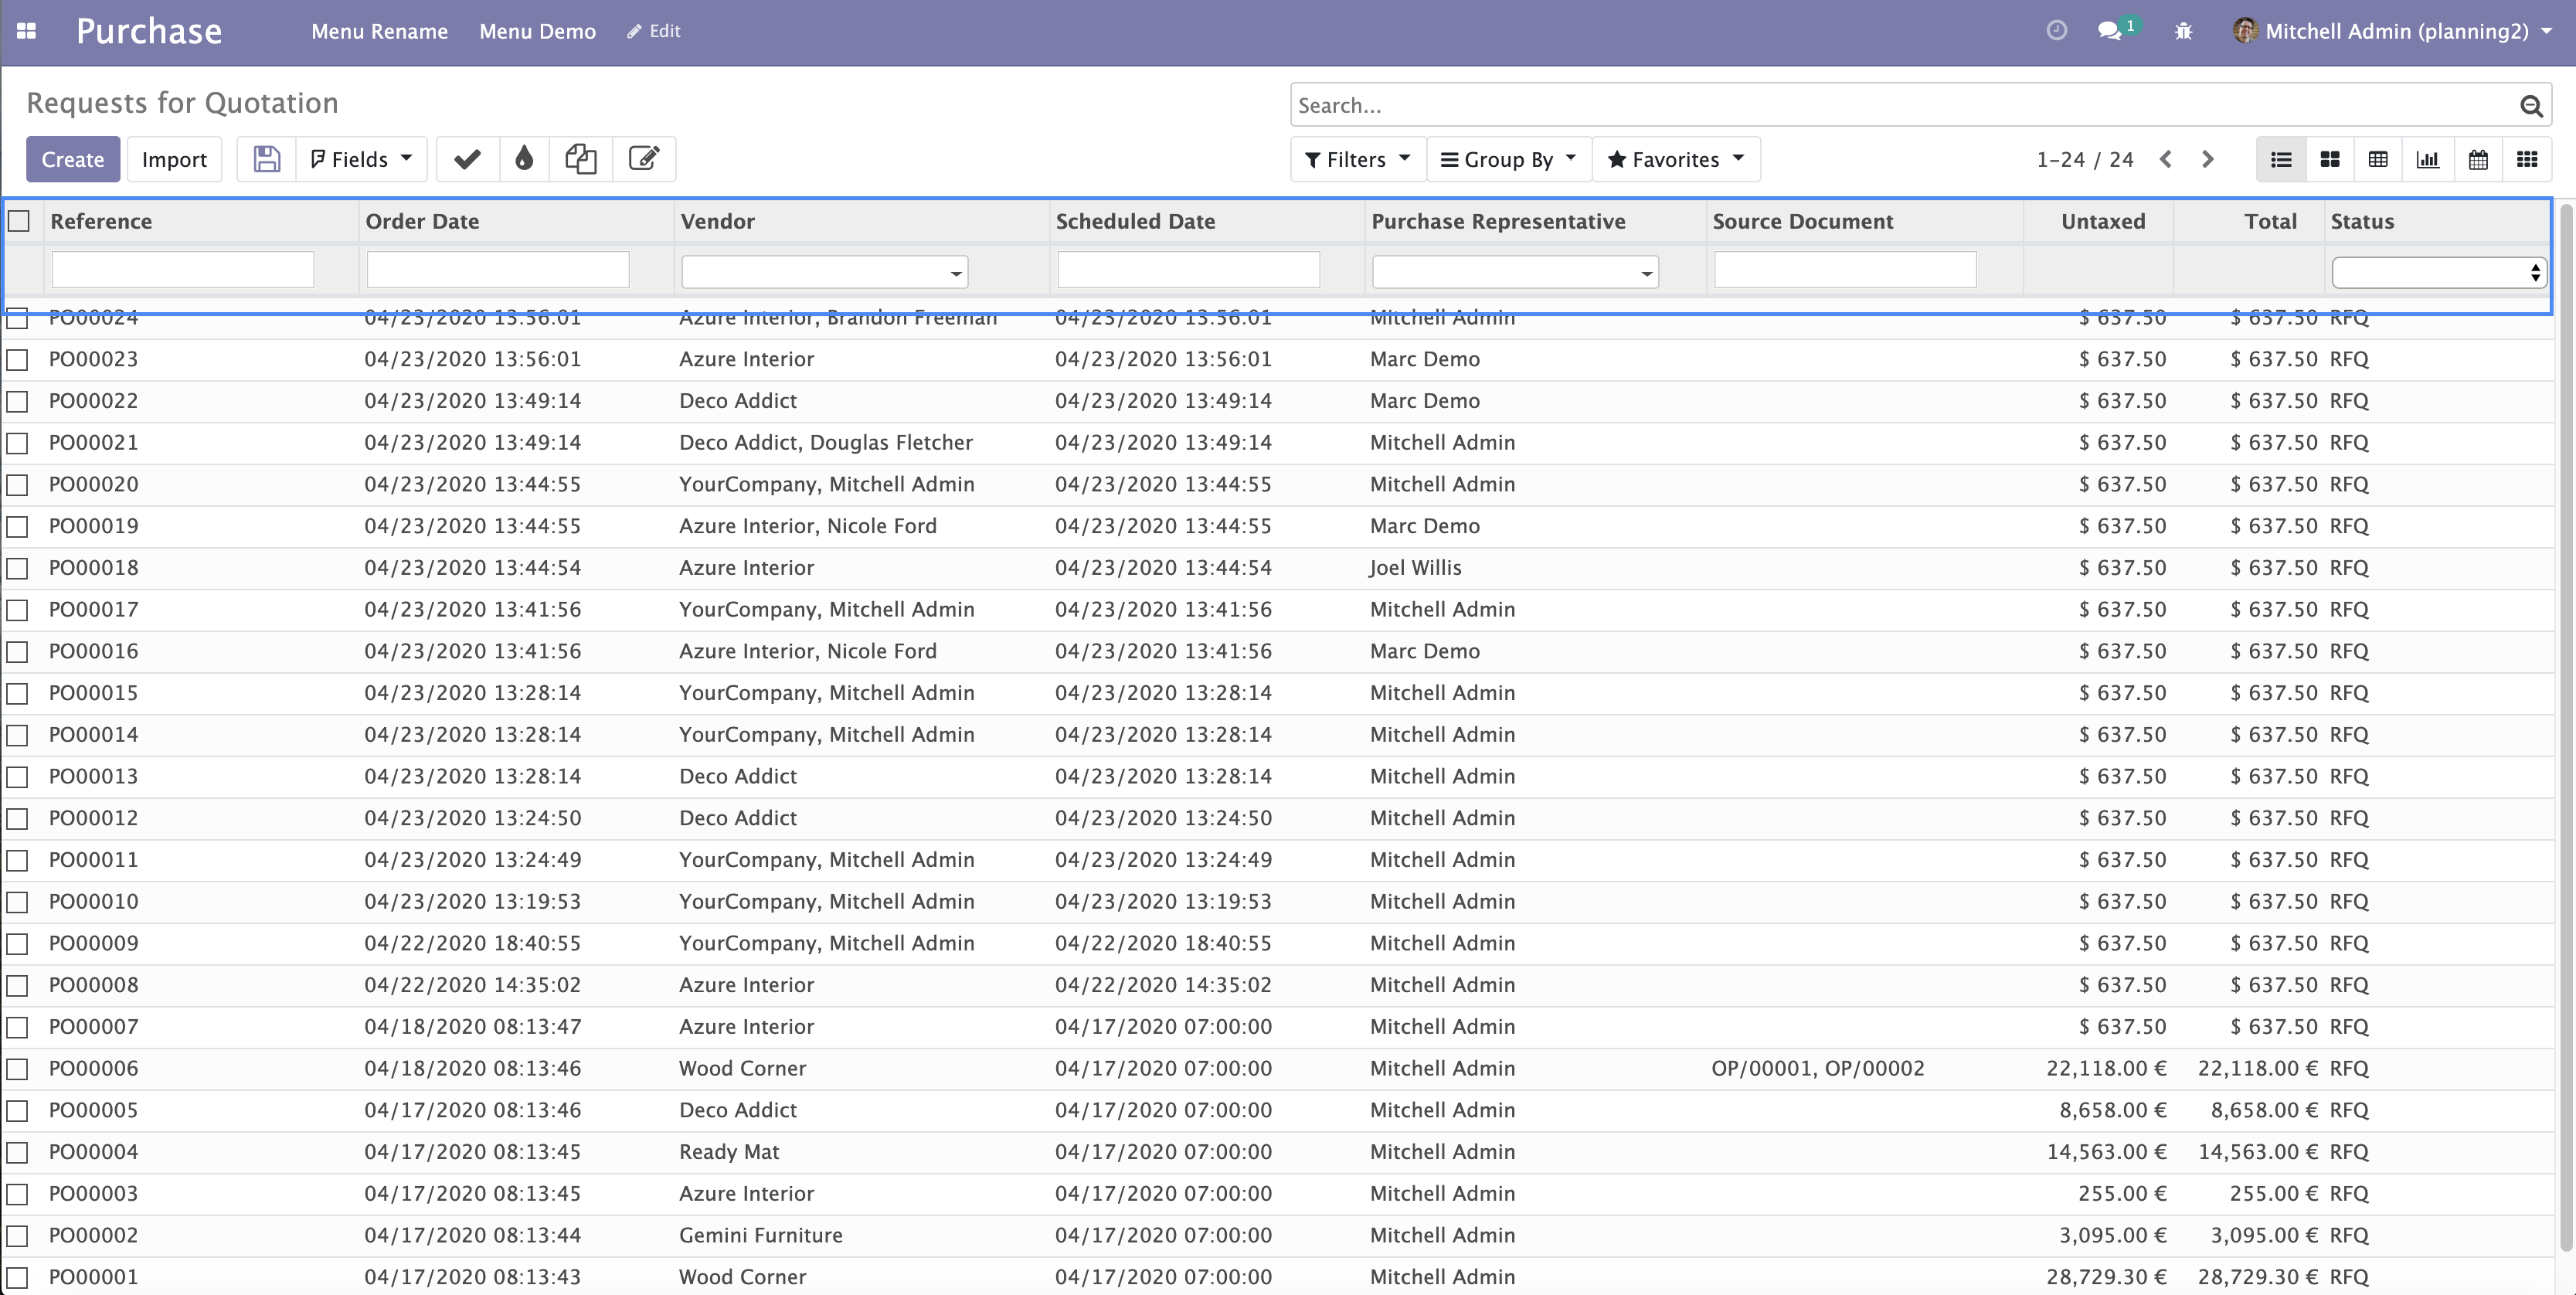 Purchase Menu Rename Menu Demo Edit 1 Mitchell Admin (planning2)
Requests for Quotation Search...
Create Import Fields Filters Group By Favorites 1-24 / 24
Reference Order Date Vendor Scheduled Date Purchase Representative Source Document Untaxed Total Status
PO00024 04/23/2020 13:56:01 Azure Interior, Brandon Freeman 04/23/2020 13:56:01 Mitchell Admin $ 637.50 $ 637.50 RFQ
PO00023 04/23/2020 13:56:01 Azure Interior 04/23/2020 13:56:01 Marc Demo $ 637.50 $ 637.50 RFQ
PO00022 04/23/2020 13:49:14 Deco Addict 04/23/2020 13:49:14 Marc Demo $ 637.50 $ 637.50 RFQ
PO00021 04/23/2020 13:49:14 Deco Addict, Douglas Fletcher 04/23/2020 13:49:14 Mitchell Admin $ 637.50 $ 637.50 RFQ
PO00020 04/23/2020 13:44:55 YourCompany, Mitchell Admin 04/23/2020 13:44:55 Mitchell Admin $ 637.50 $ 637.50 RFQ
PO00019 04/23/2020 13:44:55 Azure Interior, Nicole Ford 04/23/2020 13:44:55 Marc Demo $ 637.50 $ 637.50 RFQ
PO00018 04/23/2020 13:44:54 Azure Interior 04/23/2020 13:44:54 Joel Willis $ 637.50 $ 637.50 RFQ
PO00017 04/23/2020 13:41:56 YourCompany, Mitchell Admin 04/23/2020 13:41:56 Mitchell Admin $ 637.50 $ 637.50 RFQ
PO00016 04/23/2020 13:41:56 Azure Interior, Nicole Ford 04/23/2020 13:41:56 Marc Demo $ 637.50 $ 637.50 RFQ
PO00015 04/23/2020 13:28:14 YourCompany, Mitchell Admin 04/23/2020 13:28:14 Mitchell Admin $ 637.50 $ 637.50 RFQ
PO00014 04/23/2020 13:28:14 YourCompany, Mitchell Admin 04/23/2020 13:28:14 Mitchell Admin $ 637.50 $ 637.50 RFQ
PO00013 04/23/2020 13:28:14 Deco Addict 04/23/2020 13:28:14 Mitchell Admin $ 637.50 $ 637.50 RFQ
PO00012 04/23/2020 13:24:50 Deco Addict 04/23/2020 13:24:50 Mitchell Admin $ 637.50 $ 637.50 RFQ
PO00011 04/23/2020 13:24:49 YourCompany, Mitchell Admin 04/23/2020 13:24:49 Mitchell Admin $ 637.50 $ 637.50 RFQ
PO00010 04/23/2020 13:19:53 YourCompany, Mitchell Admin 04/23/2020 13:19:53 Mitchell Admin $ 637.50 $ 637.50 RFQ
PO00009 04/22/2020 18:40:55 YourCompany, Mitchell Admin 04/22/2020 18:40:55 Mitchell Admin $ 637.50 $ 637.50 RFQ
PO00008 04/22/2020 14:35:02 Azure Interior 04/22/2020 14:35:02 Mitchell Admin $ 637.50 $ 637.50 RFQ
PO00007 04/18/2020 08:13:47 Azure Interior 04/17/2020 07:00:00 Mitchell Admin $ 637.50 $ 637.50 RFQ
PO00006 04/18/2020 08:13:46 Wood Corner 04/17/2020 07:00:00 Mitchell Admin OP/00001, OP/00002 22,118.00 € 22,118.00 € RFQ
PO00005 04/17/2020 08:13:46 Deco Addict 04/17/2020 07:00:00 Mitchell Admin 8,658.00 € 8,658.00 € RFQ
PO00004 04/17/2020 08:13:45 Ready Mat 04/17/2020 07:00:00 Mitchell Admin 14,563.00 € 14,563.00 € RFQ
PO00003 04/17/2020 08:13:45 Azure Interior 04/17/2020 07:00:00 Mitchell Admin 255.00 € 255.00 € RFQ
PO00002 04/17/2020 08:13:44 Gemini Furniture 04/17/2020 07:00:00 Mitchell Admin 3,095.00 € 3,095.00 € RFQ
PO00001 04/17/2020 08:13:43 Wood Corner 04/17/2020 07:00:00 Mitchell Admin 28,729.30 € 28,729.30 € RFQ